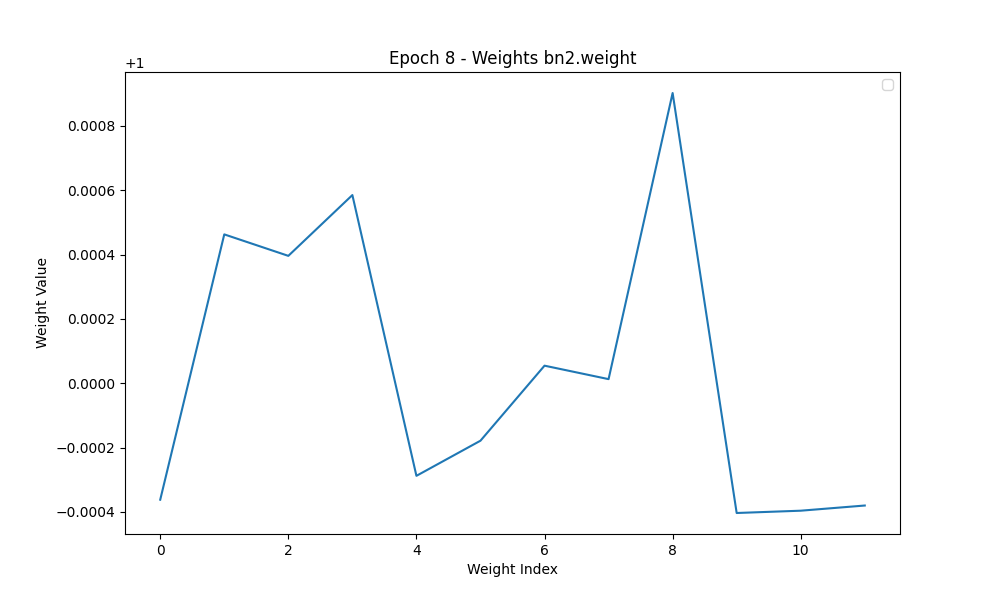 Epoch 8 - Weights bn2.weight
+1
0.0008
0.0006
0.0004
0.0002
0.0000
−0.0002
−0.0004
Weight Value
0 2 4 6 8 10
Weight Index